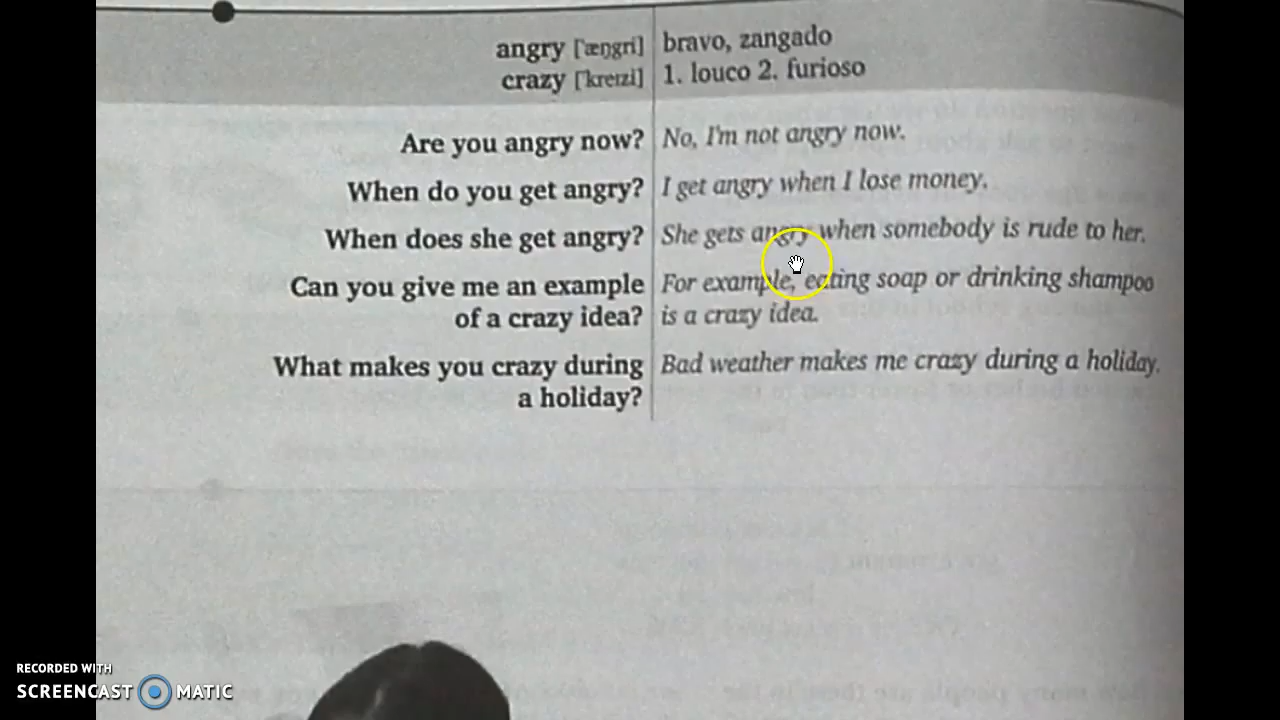 angry ['æŋgri] bravo, zangado
crazy ['kreɪzi] 1. louco 2. furioso
Are you angry now? No, I'm not angry now.
When do you get angry? I get angry when I lose money.
When does she get angry? She gets angry when somebody is rude to her.
Can you give me an example For example, eating soap or drinking shampoo
of a crazy idea? is a crazy idea.
What makes you crazy during Bad weather makes me crazy during a holiday.
a holiday?
RECORDED WITH
SCREENCAST MATIC